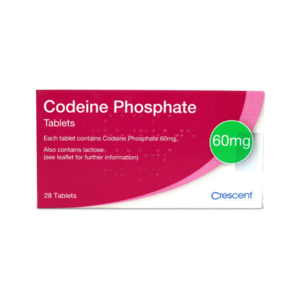 Codeine Phosphate
Tablets
Each tablet contains Codeine Phosphate 60mg.
Also contains lactose.
(see leaflet for further information).
60mg
28 Tablets
Crescent